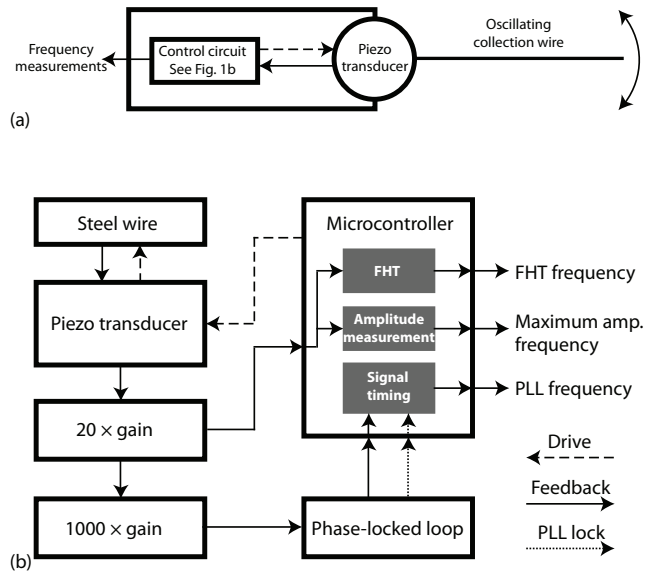 Frequency
measurements
Control circuit
See Fig. 1b
Piezo
transducer
Oscillating
collection wire
(a)
Steel wire
Piezo transducer
20 × gain
1000 × gain
Microcontroller
FHT
Amplitude
measurement
Signal
timing
Phase-locked loop
FHT frequency
Maximum amp.
frequency
PLL frequency
Drive
Feedback
PLL lock
(b)